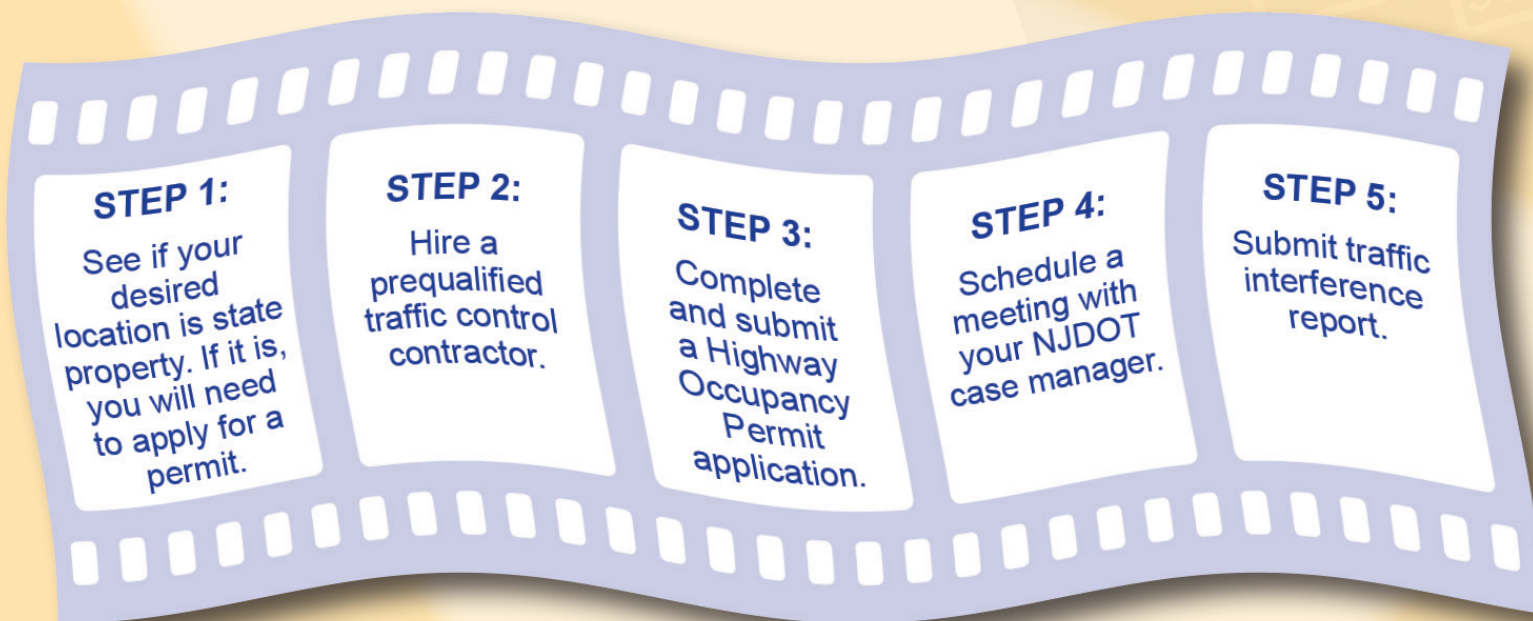 STEP 1:
See if your
desired
location is state
property. If it is,
you will need
to apply for a
permit.
STEP 2:
Hire a
prequalified
traffic control
contractor.
STEP 3:
Complete
and submit
a Highway
Occupancy
Permit
application.
STEP 4:
Schedule a
meeting with
your NJDOT
case manager.
STEP 5:
Submit traffic
interference
report.